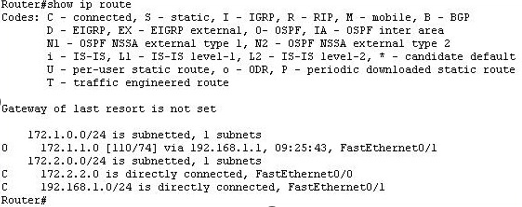 Router#show ip route
Codes: C - connected, S - static, I - IGRP, R - RIP, M - mobile, B - BGP
D - EIGRP, EX - EIGRP external, O- OSPF, IA - OSPF inter area
N1 - OSPF NSSA external type 1, N2 - OSPF NSSA external type 2
i - IS-IS, L1 - IS-IS level-1, L2 - IS-IS level-2, * - candidate default
U - per-user static route, o - ODR, P - periodic downloaded static route
T - traffic engineered route
Gateway of last resort is not set
172.1.0.0/24 is subnetted, 1 subnets
O 172.1.1.0 [110/74] via 192.168.1.1, 09:25:43, FastEthernet0/1
172.2.0.0/24 is subnetted, 1 subnets
C 172.2.2.0 is directly connected, FastEthernet0/0
C 192.168.1.0/24 is directly connected, FastEthernet0/1
Router#